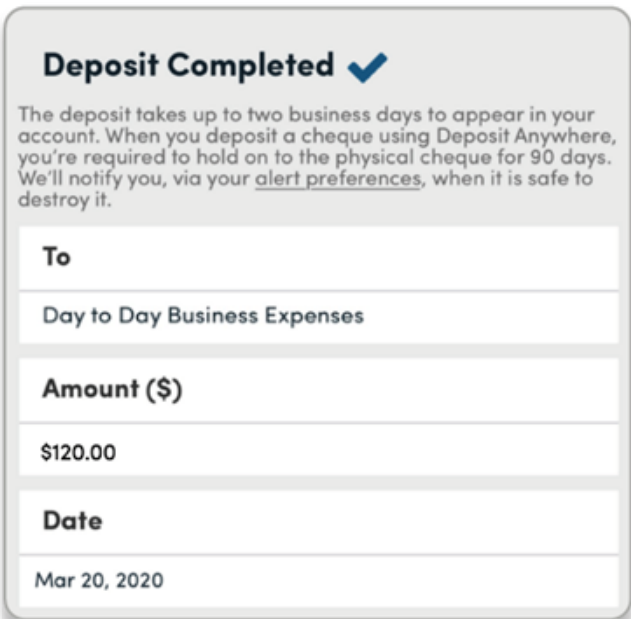 Deposit Completed
The deposit takes up to two business days to appear in your
account. When you deposit a cheque using Deposit Anywhere,
you're required to hold on to the physical cheque for 90 days.
We'll notify you, via your alert preferences, when it is safe to
destroy it.
To
Day to Day Business Expenses
Amount ($)
$120.00
Date
Mar 20, 2020